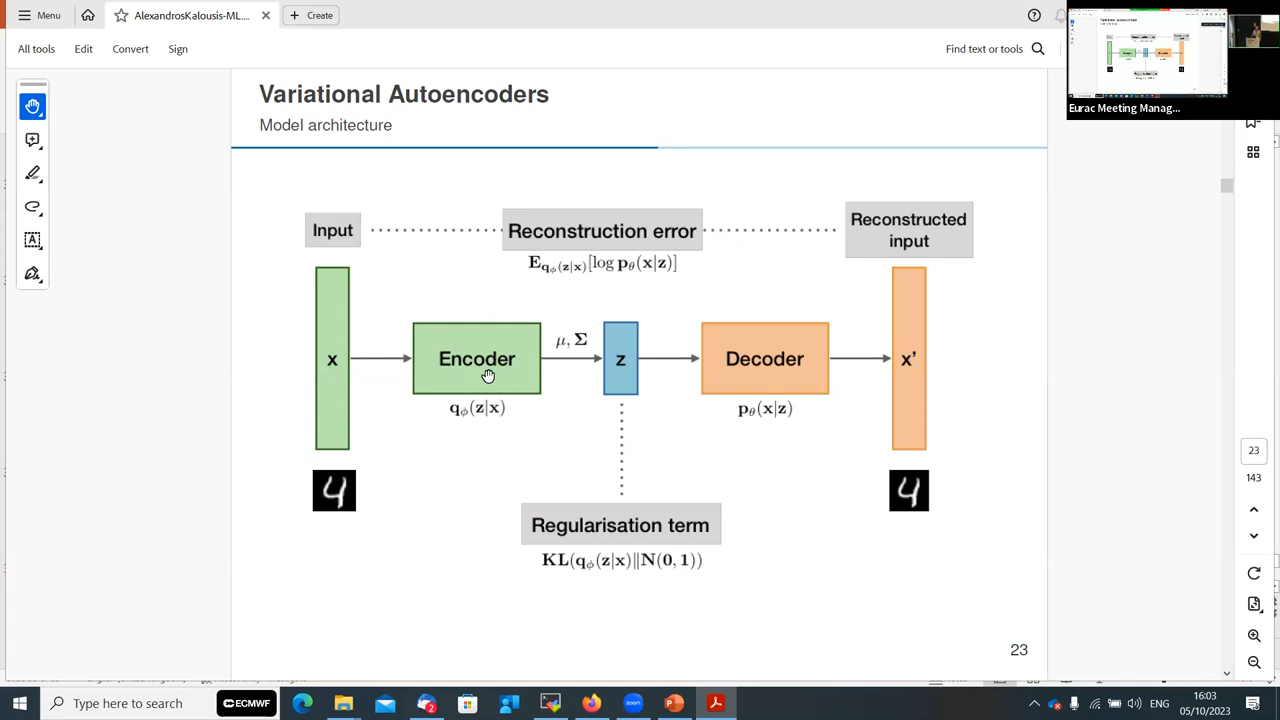 Menu
AlexandrosKalousis-ML....
Create
All tools
Edit
Convert
Sign
Find text or tools
Eurac Meeting Manag...
Variational Autoencoders
Model architecture
Input
Reconstruction error
Reconstructed
input
E_{q_ϕ(z|x)}[log p_θ(x|z)]
x
Encoder
μ, Σ
z
Decoder
x'
q_ϕ(z|x)
p_θ(x|z)
4
4
Regularisation term
KL(q_ϕ(z|x)‖N(0, 1))
23
23
143
Type here to search
ECMWF
2
zoom
ENG
16:03
05/10/2023